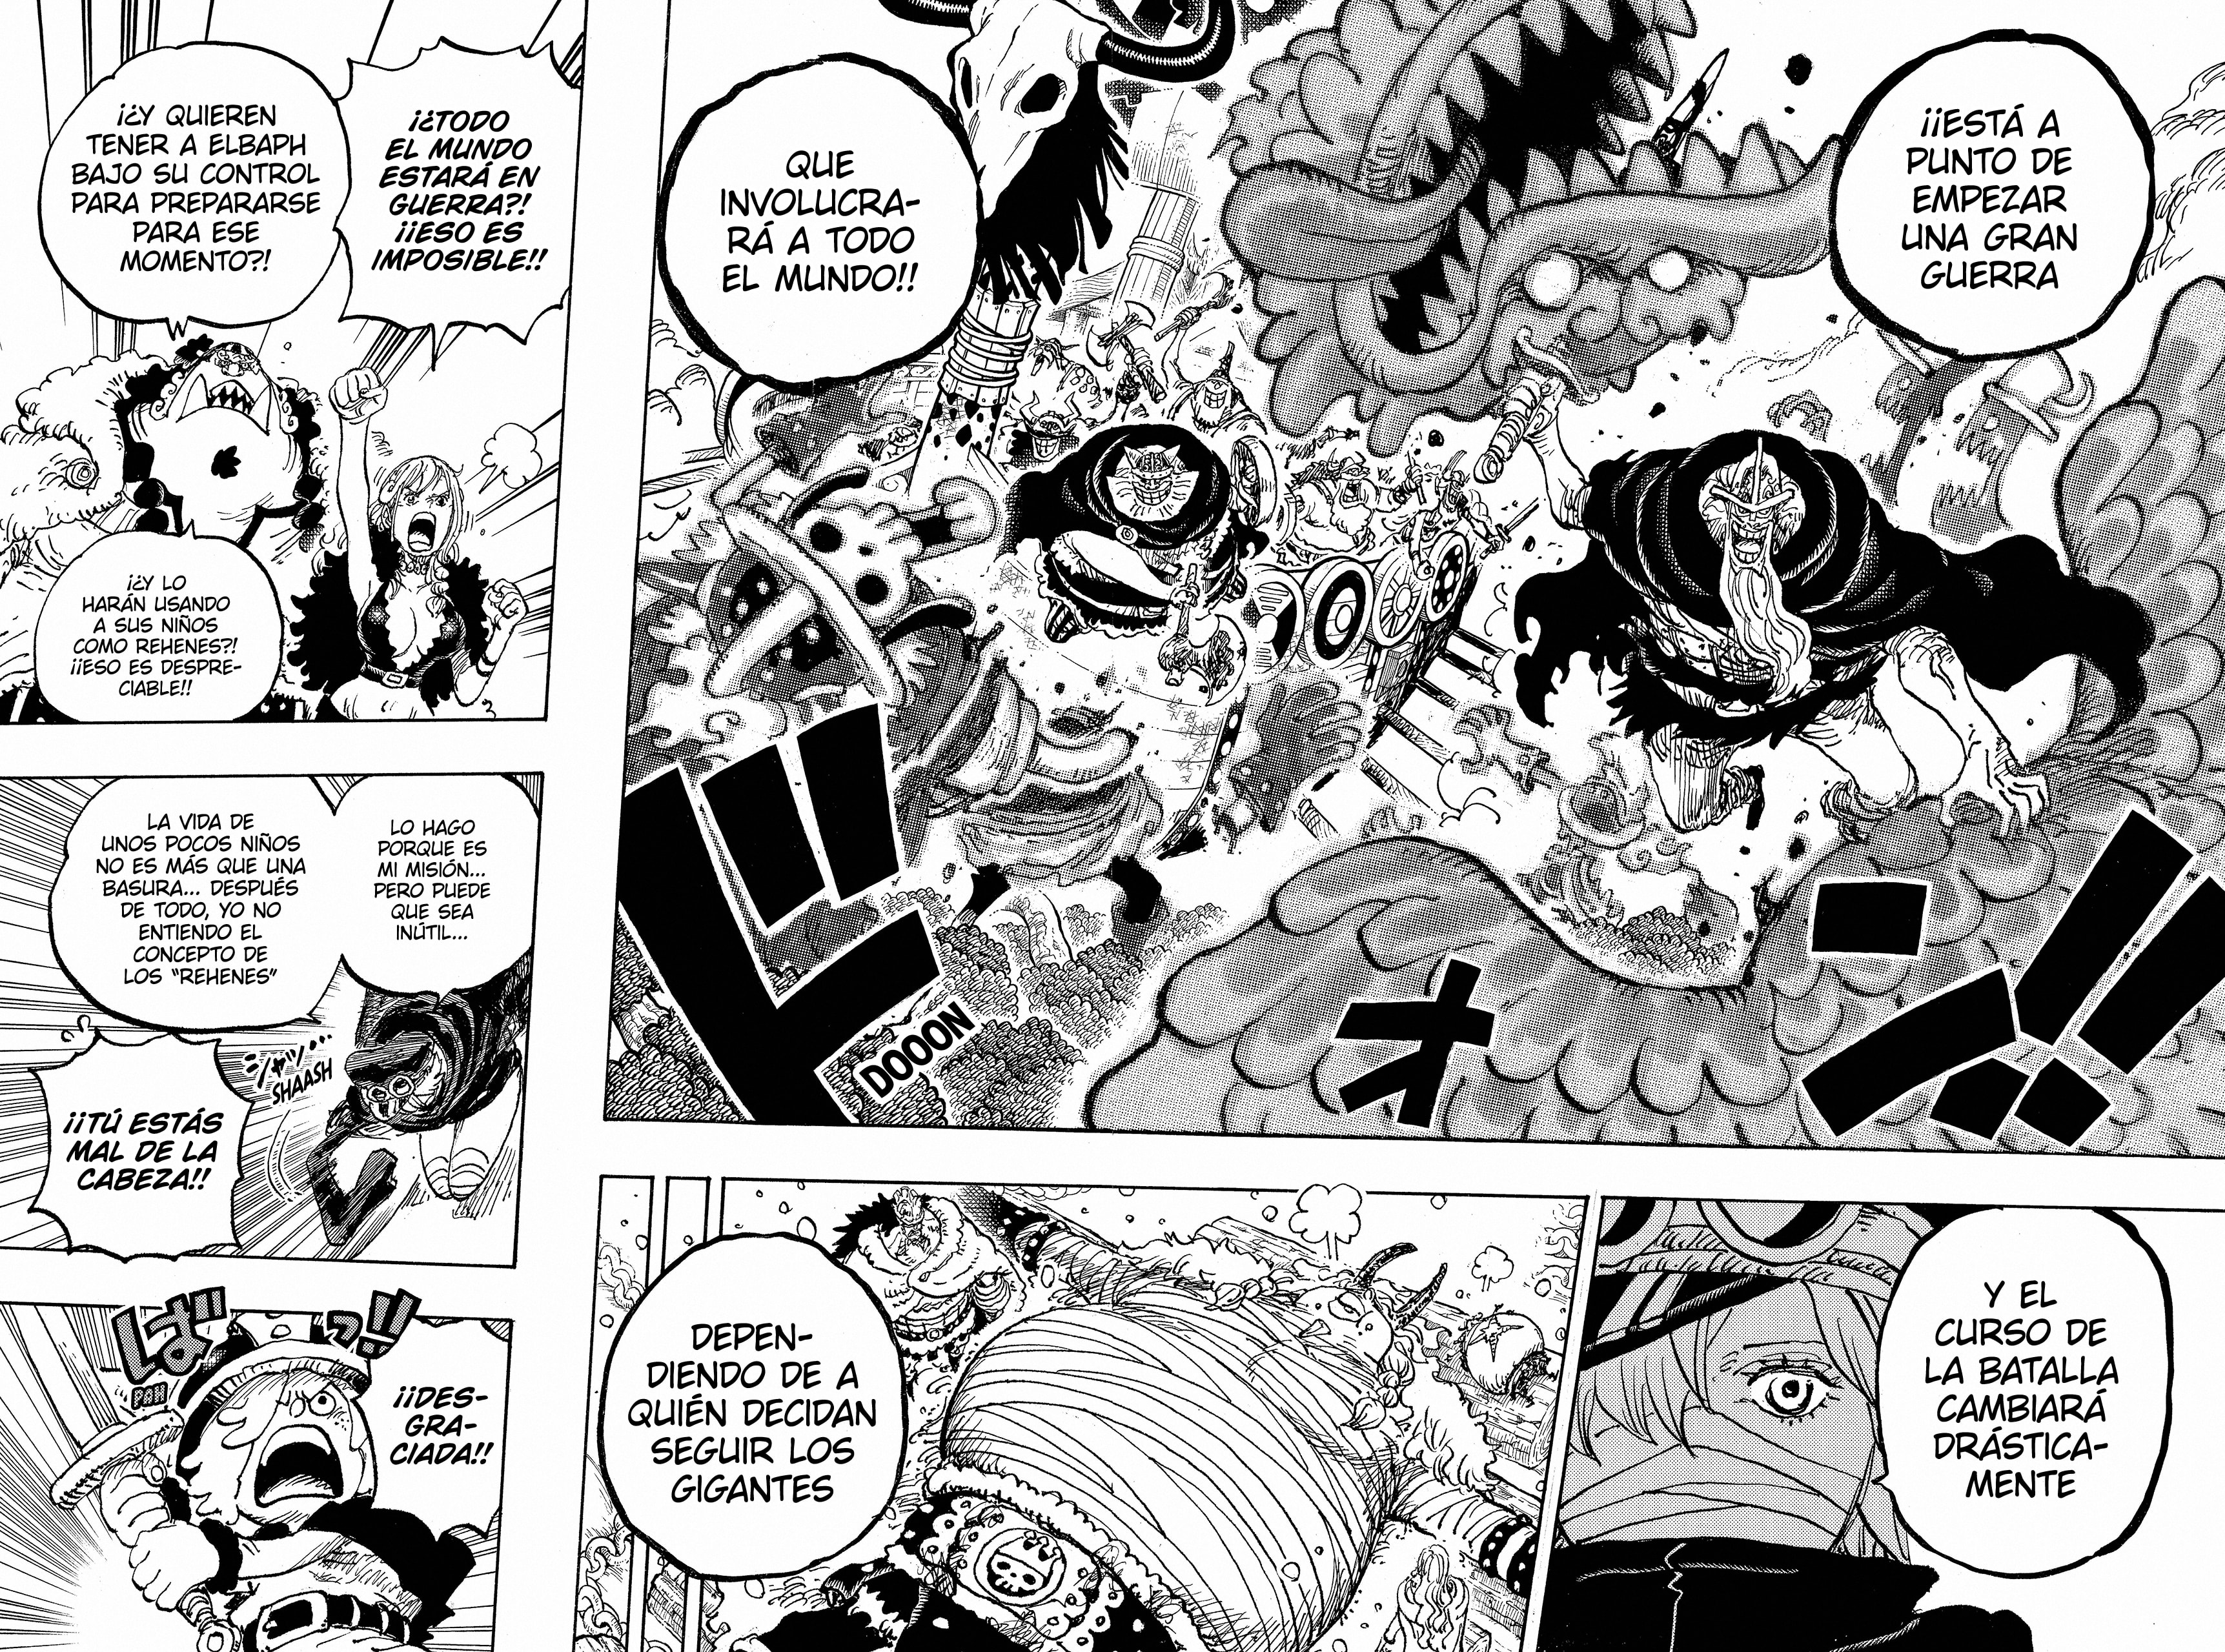 ¡¡ESTÁ A
PUNTO DE
EMPEZAR
UNA GRAN
GUERRA
QUE
INVOLUCRA-
RÁ A TODO
EL MUNDO!!
ドオン!!
DOOON
Y EL
CURSO DE
LA BATALLA
CAMBIARÁ
DRÁSTICA-
MENTE
DEPEN-
DIENDO DE A
QUIÉN DECIDAN
SEGUIR LOS
GIGANTES
¡¿TODO
EL MUNDO
ESTARÁ EN
GUERRA?!
¡¡ESO ES
IMPOSIBLE!!
¡¿Y QUIEREN
TENER A ELBAPH
BAJO SU CONTROL
PARA PREPARARSE
PARA ESE
MOMENTO?!
¡¿Y LO
HARÁN USANDO
A SUS NIÑOS
COMO REHENES?!
¡¡ESO ES DESPRE-
CIABLE!!
LO HAGO
PORQUE ES
MI MISIÓN...
PERO PUEDE
QUE SEA
INÚTIL...
LA VIDA DE
UNOS POCOS NIÑOS
NO ES MÁS QUE UNA
BASURA... DESPUÉS
DE TODO, YO NO
ENTIENDO EL
CONCEPTO DE
LOS "REHENES"
シャッ…
SHAASH
¡¡TÚ ESTÁS
MAL DE LA
CABEZA!!
¡¡DES-
GRA-
CIADA!!
ばっ!!
PAH